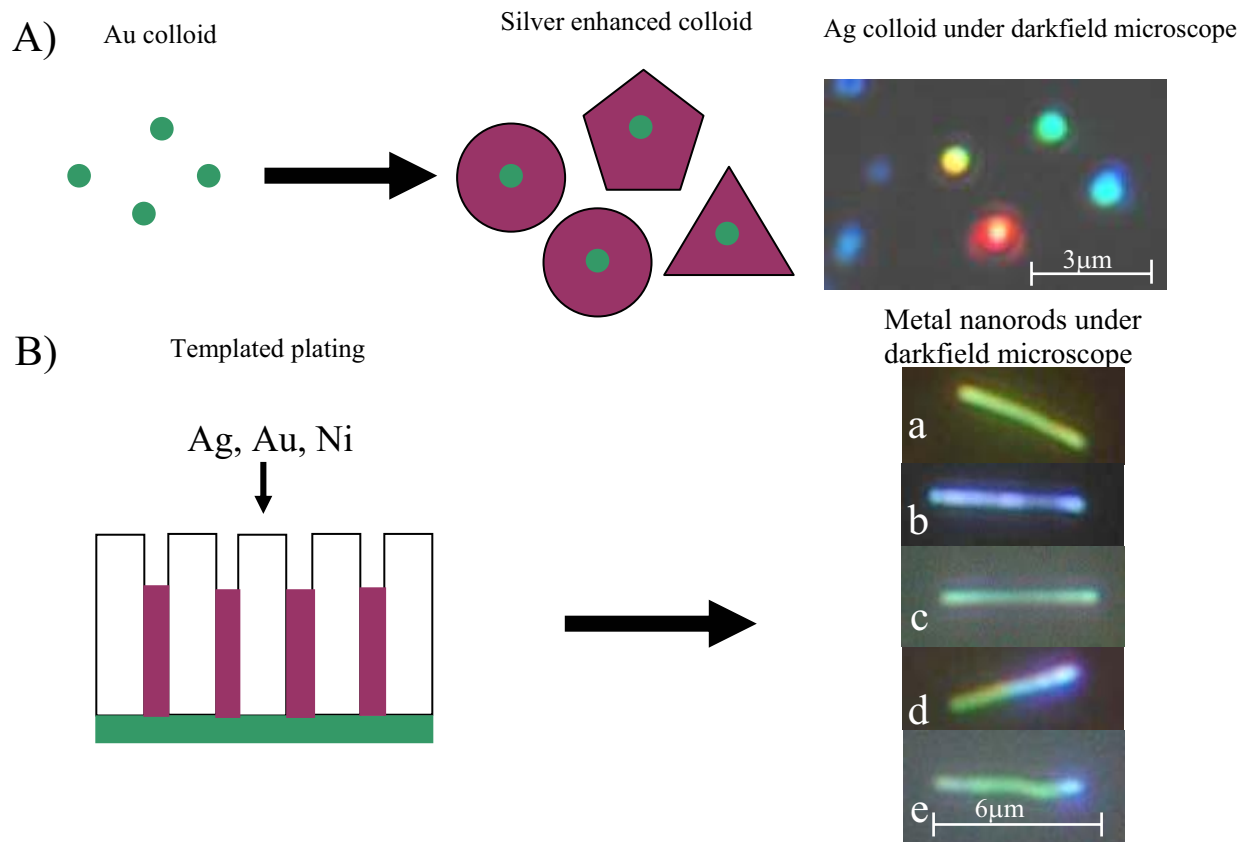 A)
Au colloid
Silver enhanced colloid
Ag colloid under darkfield microscope
3μm
B)
Templated plating
Ag, Au, Ni
Metal nanorods under
darkfield microscope
a
b
c
d
e
6μm